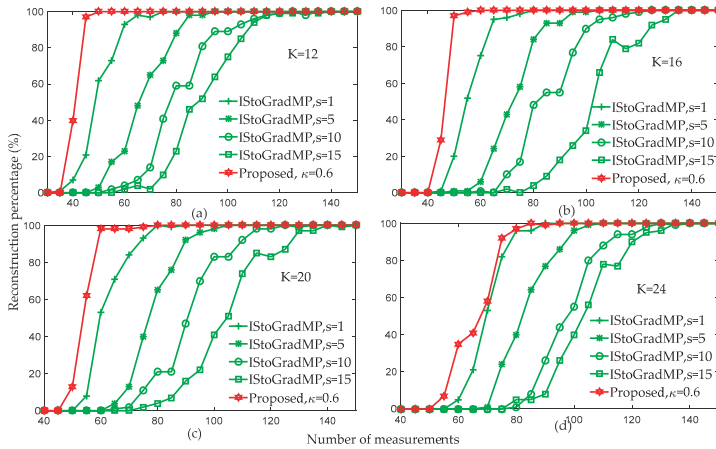 Reconstruction percentage (%)
100
80
60
40
20
0
K=12
IStoGradMP,s=1
IStoGradMP,s=5
IStoGradMP,s=10
IStoGradMP,s=15
Proposed, κ=0.6
40 60 80 100 120 140
(a)
100
80
60
40
20
0
K=16
IStoGradMP,s=1
IStoGradMP,s=5
IStoGradMP,s=10
IStoGradMP,s=15
Proposed, κ=0.6
40 60 80 100 120 140
(b)
100
80
60
40
20
0
K=20
IStoGradMP,s=1
IStoGradMP,s=5
IStoGradMP,s=10
IStoGradMP,s=15
Proposed,κ=0.6
40 60 80 100 120 140
(c)
100
80
60
40
20
0
K=24
IStoGradMP,s=1
IStoGradMP,s=5
IStoGradMP,s=10
IStoGradMP,s=15
Proposed, κ=0.6
40 60 80 100 120 140
(d)
Number of measurements